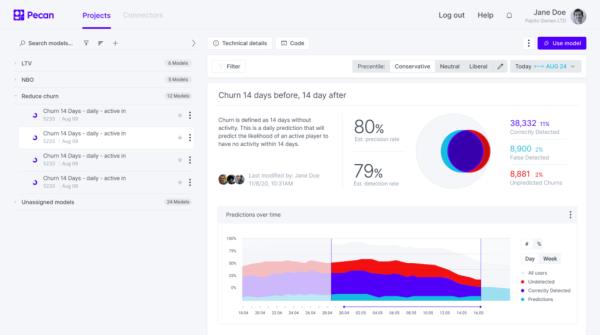 Pecan
Projects
Connectors
Log out
Help
Jane Doe
Search models...
Technical details
Code
Use model
LTV
6 Models
NBO
5 Models
Reduce churn
12 Models
Churn 14 Days - daily - active in
5220 | Aug 09
Churn 14 Days - daily - active in
5220 | Aug 09
Churn 14 Days - daily - active in
5220 | Aug 09
Churn 14 Days - daily - active in
5220 | Aug 09
Unassigned models
24 Models
Filter
Precentile:
Conservative
Neutral
Liberal
Today
AUG 24
Churn 14 days before, 14 day after
Churn is defined as 14 days without
activity. This is a daily prediction that will
predict the likelihood of an active player to
have no activity within 14 days.
Last modified by: Jane Doe
11/8/20, 10:31AM
80%
Est. precision rate
79%
Est. detection rate
38,332 11%
Correctly Detected
8,900 2%
False Detected
8,881 2%
Unpredicted Churns
Predictions over time
100%
75%
50%
25%
0%
18.04 20.04 22.04 24.04 26.04 28.04 30.04 02.05 04.05 06.05 08.05 10.05 12.05 14.05 16.05
# %
Day Week
All users
Undetected
Correctly Detected
Predictions